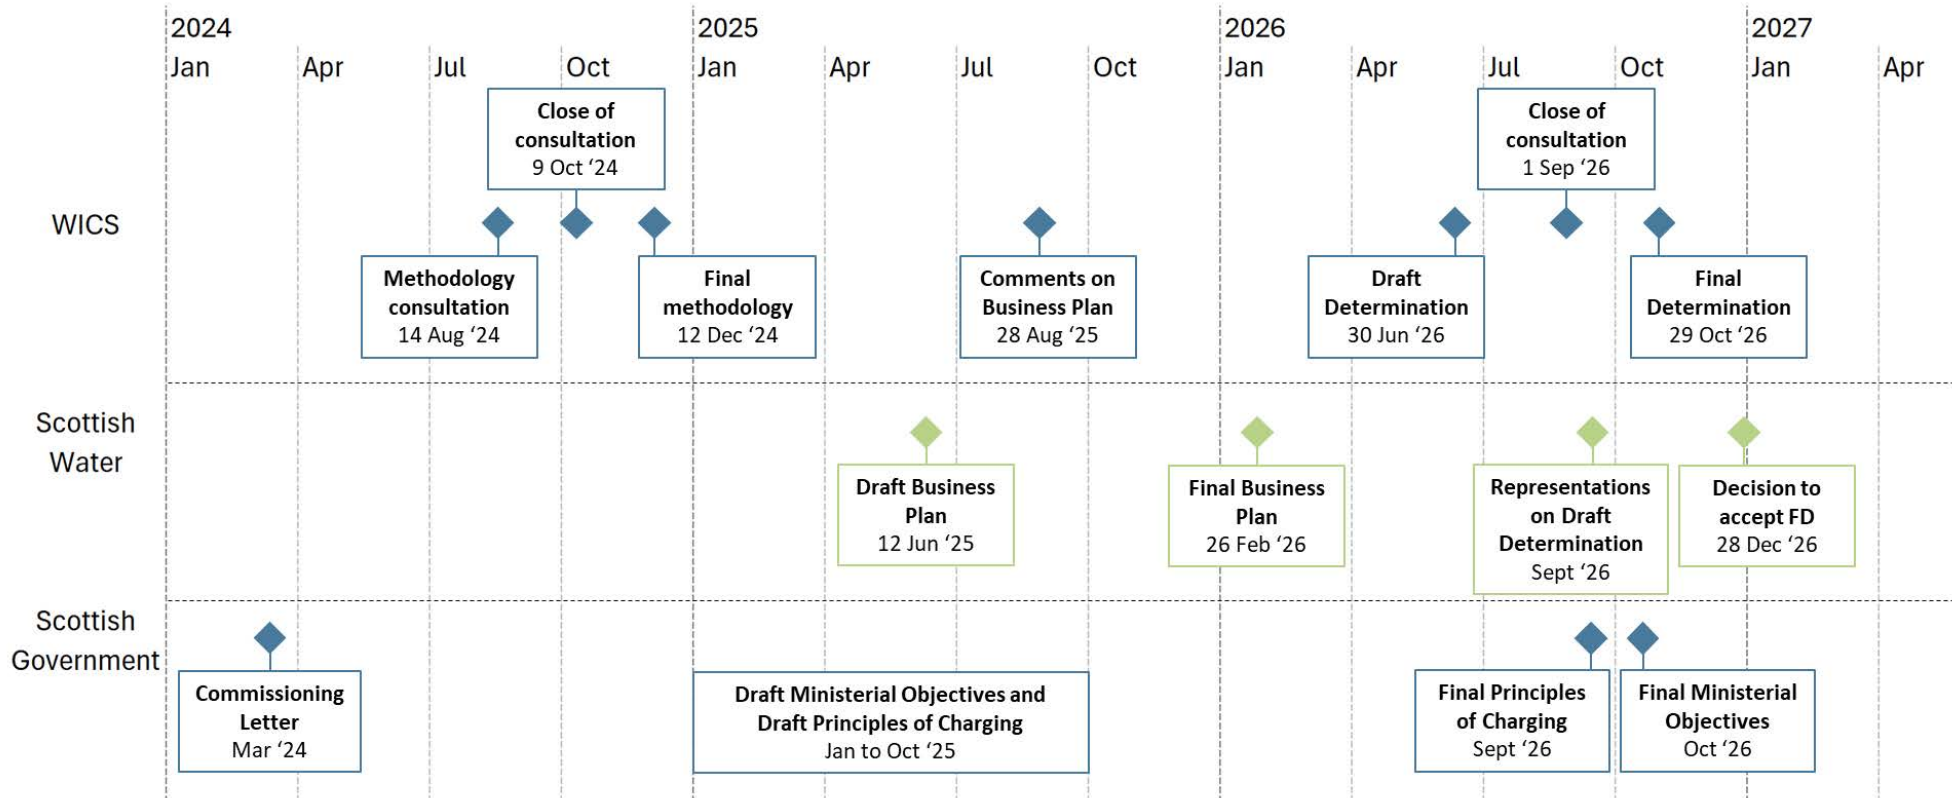 2024
2025
2026
2027
Jan
Apr
Jul
Oct
Jan
Apr
Jul
Oct
Jan
Apr
Jul
Oct
Jan
Apr
WICS
Close of
consultation
9 Oct ‘24
Close of
consultation
1 Sep ‘26
Methodology
consultation
14 Aug ‘24
Final
methodology
12 Dec ‘24
Comments on
Business Plan
28 Aug ‘25
Draft
Determination
30 Jun ‘26
Final
Determination
29 Oct ‘26
Scottish
Water
Draft Business
Plan
12 Jun ‘25
Final Business
Plan
26 Feb ‘26
Representations
on Draft
Determination
Sept ‘26
Decision to
accept FD
28 Dec ‘26
Scottish
Government
Commissioning
Letter
Mar ‘24
Draft Ministerial Objectives and
Draft Principles of Charging
Jan to Oct ‘25
Final Principles
of Charging
Sept ‘26
Final Ministerial
Objectives
Oct ‘26